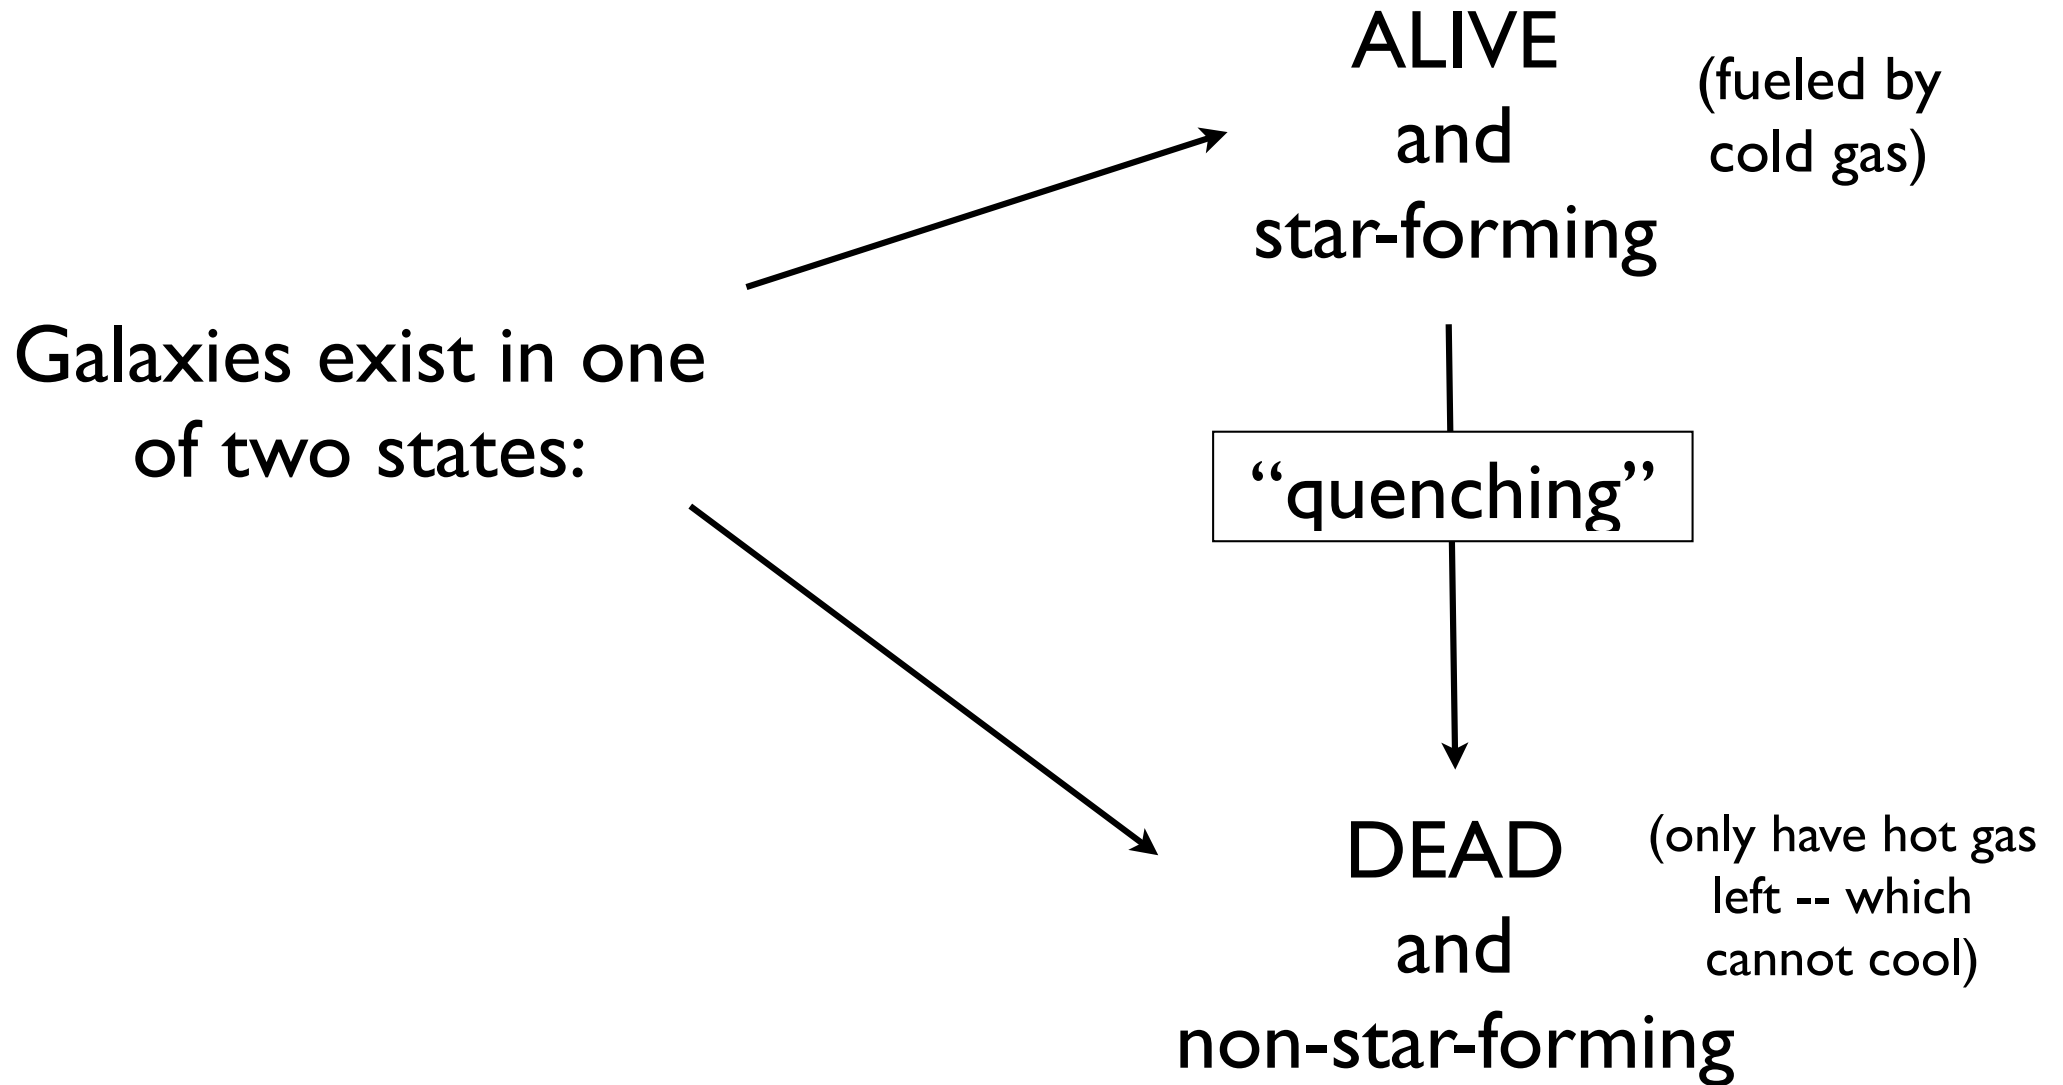 Galaxies exist in one
of two states:
ALIVE
and
star-forming
(fueled by
cold gas)
“quenching”
DEAD
and
non-star-forming
(only have hot gas
left -- which
cannot cool)